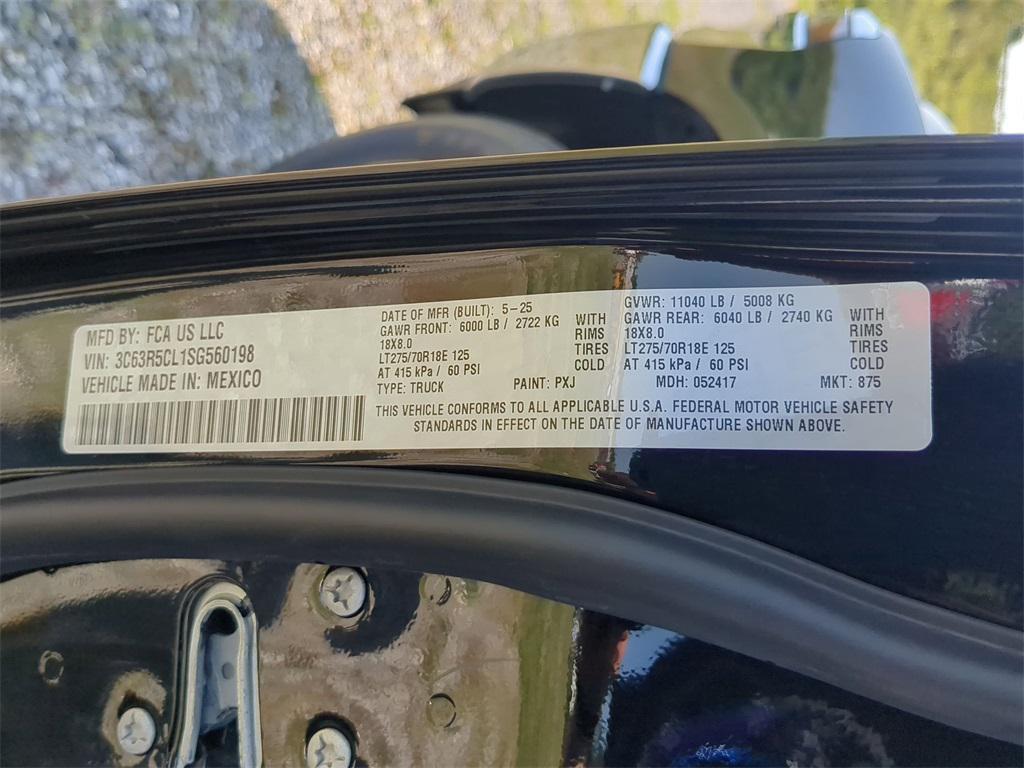 MFD BY: FCA US LLC
VIN: 3C63R5CL1SG560198
VEHICLE MADE IN: MEXICO
DATE OF MFR (BUILT): 5-25
GAWR FRONT: 6000 LB / 2722 KG WITH
18X8.0 RIMS
LT275/70R18E 125 TIRES
AT 415 kPa / 60 PSI COLD
TYPE: TRUCK PAINT: PXJ
GVWR: 11040 LB / 5008 KG
GAWR REAR: 6040 LB / 2740 KG WITH
18X8.0 RIMS
LT275/70R18E 125 TIRES
AT 415 kPa / 60 PSI COLD
MDH: 052417 MKT: 875
THIS VEHICLE CONFORMS TO ALL APPLICABLE U.S.A. FEDERAL MOTOR VEHICLE SAFETY
STANDARDS IN EFFECT ON THE DATE OF MANUFACTURE SHOWN ABOVE.